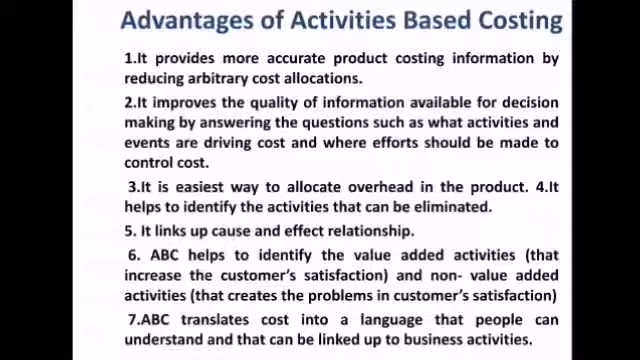 Advantages of Activities Based Costing
1.It provides more accurate product costing information by
reducing arbitrary cost allocations.
2.It improves the quality of information available for decision
making by answering the questions such as what activities and
events are driving cost and where efforts should be made to
control cost.
3.It is easiest way to allocate overhead in the product. 4.It
helps to identify the activities that can be eliminated.
5. It links up cause and effect relationship.
6. ABC helps to identify the value added activities (that
increase the customer's satisfaction) and non- value added
activities (that creates the problems in customer's satisfaction)
7.ABC translates cost into a language that people can
understand and that can be linked up to business activities.